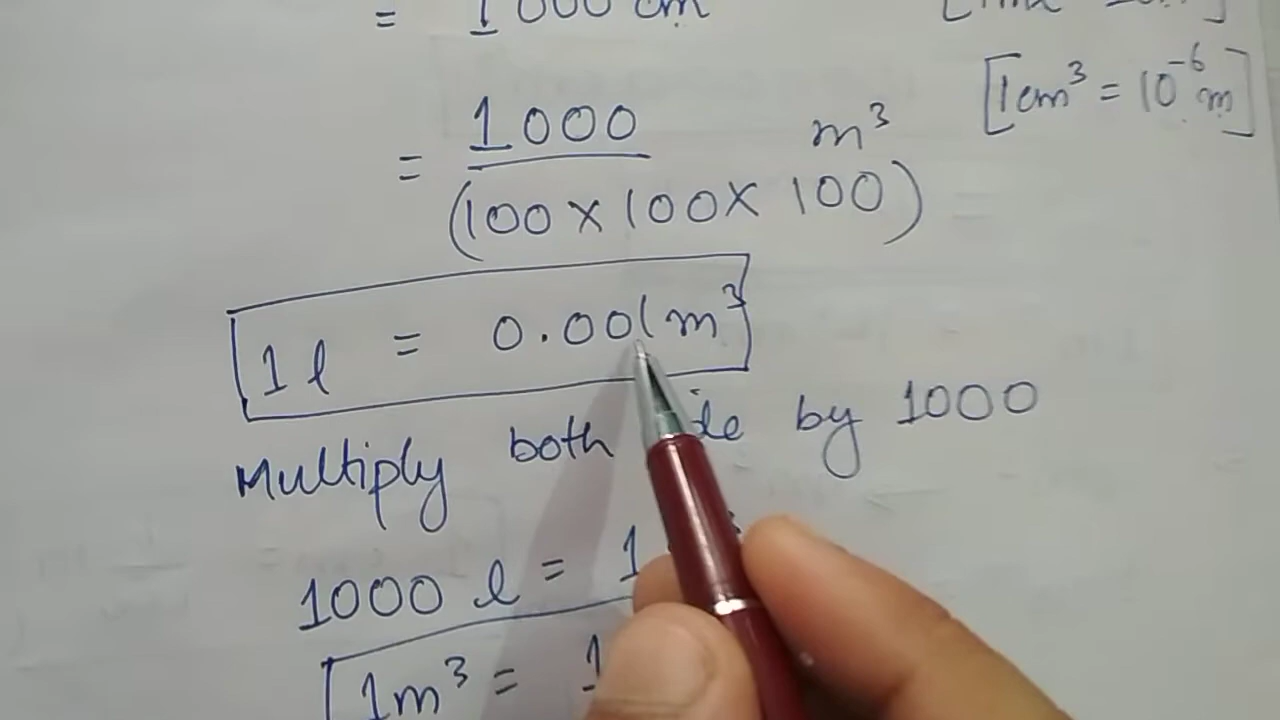 = 1000 cm
[1cm³ = 10⁻⁶ m]
= 1000 m³
(100 x 100 x 100)
1 l = 0.001 m³
Multiply both by 1000
1000 l = 1
1m³ = 1